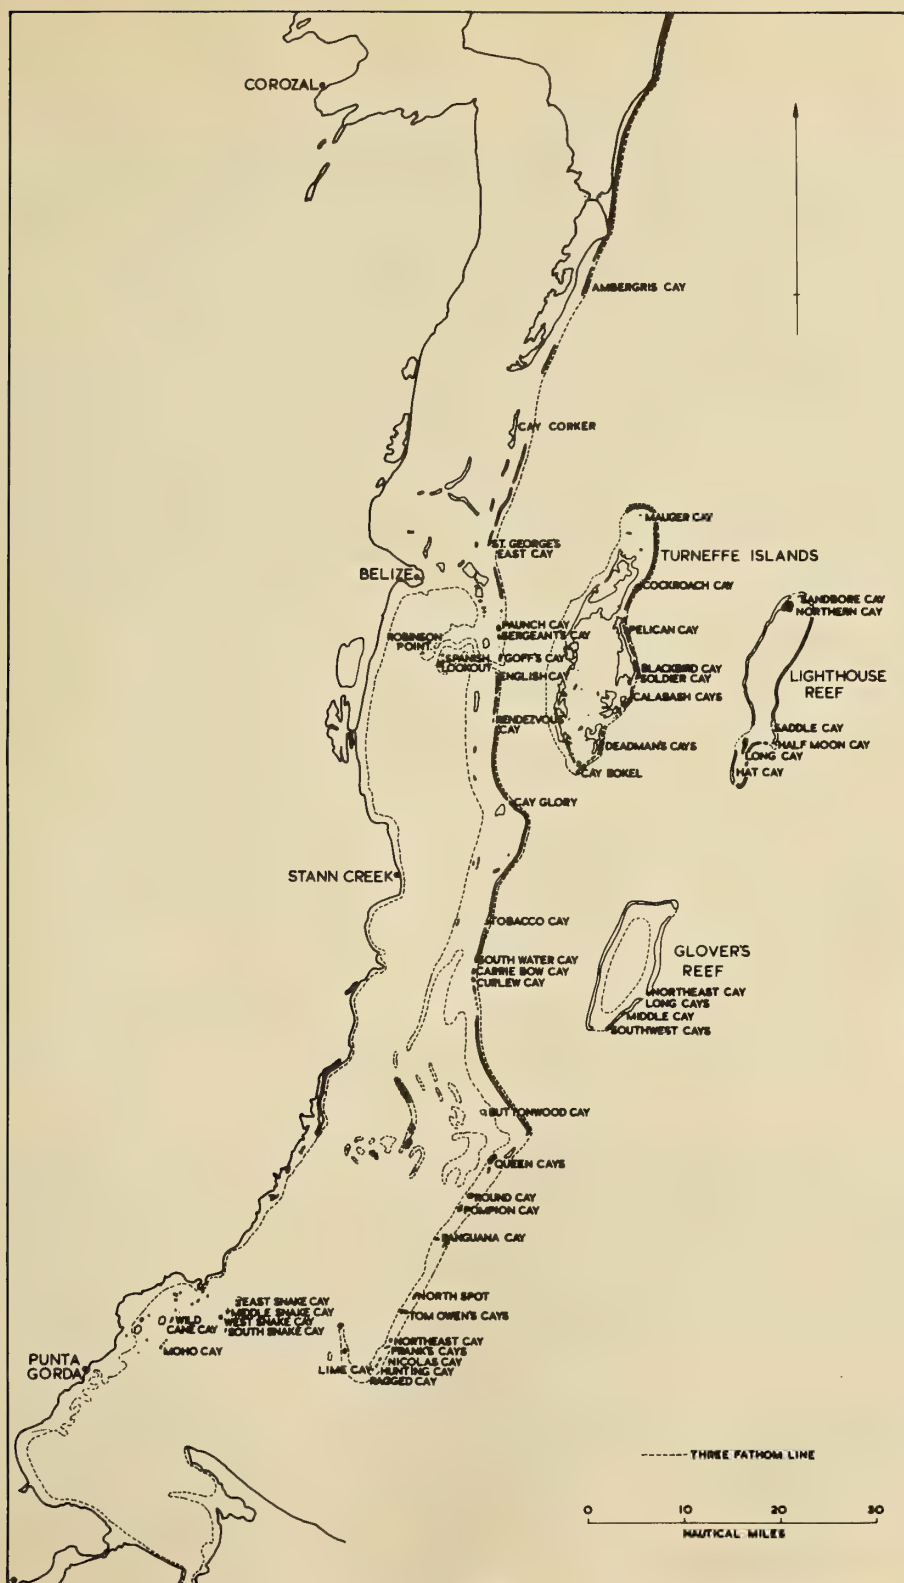 COROZAL
AMBERGRIS CAY
CAY CORKER
ST. GEORGE'S
EAST CAY
MAUGER CAY
TURNEFFE ISLANDS
BELIZE
COCKROACH CAY
SANDBORE CAY
NORTHERN CAY
PAUNCH CAY
SERGEANT'S CAY
PELICAN CAY
ROBINSON
POINT
SPANISH
LOOKOUT
GOFF'S CAY
ENGLISH CAY
BLACKBIRD CAY
SOLDIER CAY
LIGHTHOUSE
REEF
CALABASH CAYS
RENDEZVOUS
CAY
SADDLE CAY
DEADMAN'S CAYS
HALF MOON CAY
LONG CAY
CAY BOKEL
HAT CAY
CAY GLORY
STANN CREEK
TOBACCO CAY
GLOVER'S
REEF
SOUTH WATER CAY
CARRIE BOW CAY
CURLEW CAY
NORTHEAST CAY
LONG CAYS
MIDDLE CAY
SOUTHWEST CAYS
BUTTONWOOD CAY
QUEEN CAYS
ROUND CAY
POMPION CAY
RANGUANA CAY
NORTH SPOT
EAST SNAKE CAY
MIDDLE SNAKE CAY
WEST SNAKE CAY
SOUTH SNAKE CAY
TOM OWEN'S CAYS
WILD
CANE CAY
MOHO CAY
NORTHEAST CAY
FRANK'S CAYS
NICOLAS CAY
HUNTING CAY
LIME CAY
RAGGED CAY
PUNTA
GORDA
THREE FATHOM LINE
0 10 20 30
NAUTICAL MILES